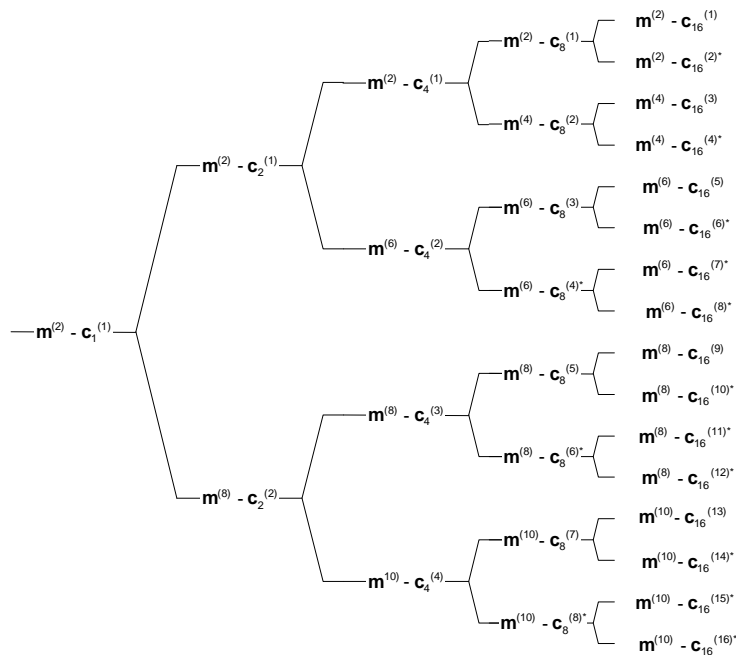 m(2) - c16(1)
m(2) - c8(1)
m(2) - c16(2)*
m(2) - c4(1)
m(4) - c16(3)
m(4) - c8(2)
m(4) - c16(4)*
m(2) - c2(1)
m(6) - c16(5)
m(6) - c8(3)
m(6) - c16(6)*
m(6) - c4(2)
m(6) - c16(7)*
m(6) - c8(4)*
m(6) - c16(8)*
m(2) - c1(1)
m(8) - c16(9)
m(8) - c8(5)
m(8) - c16(10)*
m(8) - c4(3)
m(8) - c16(11)*
m(8) - c8(6)*
m(8) - c16(12)*
m(8) - c2(2)
m(10) - c16(13)
m(10) - c8(7)
m(10) - c16(14)*
m10) - c4(4)
m(10) - c16(15)*
m(10) - c8(8)*
m(10) - c16(16)*